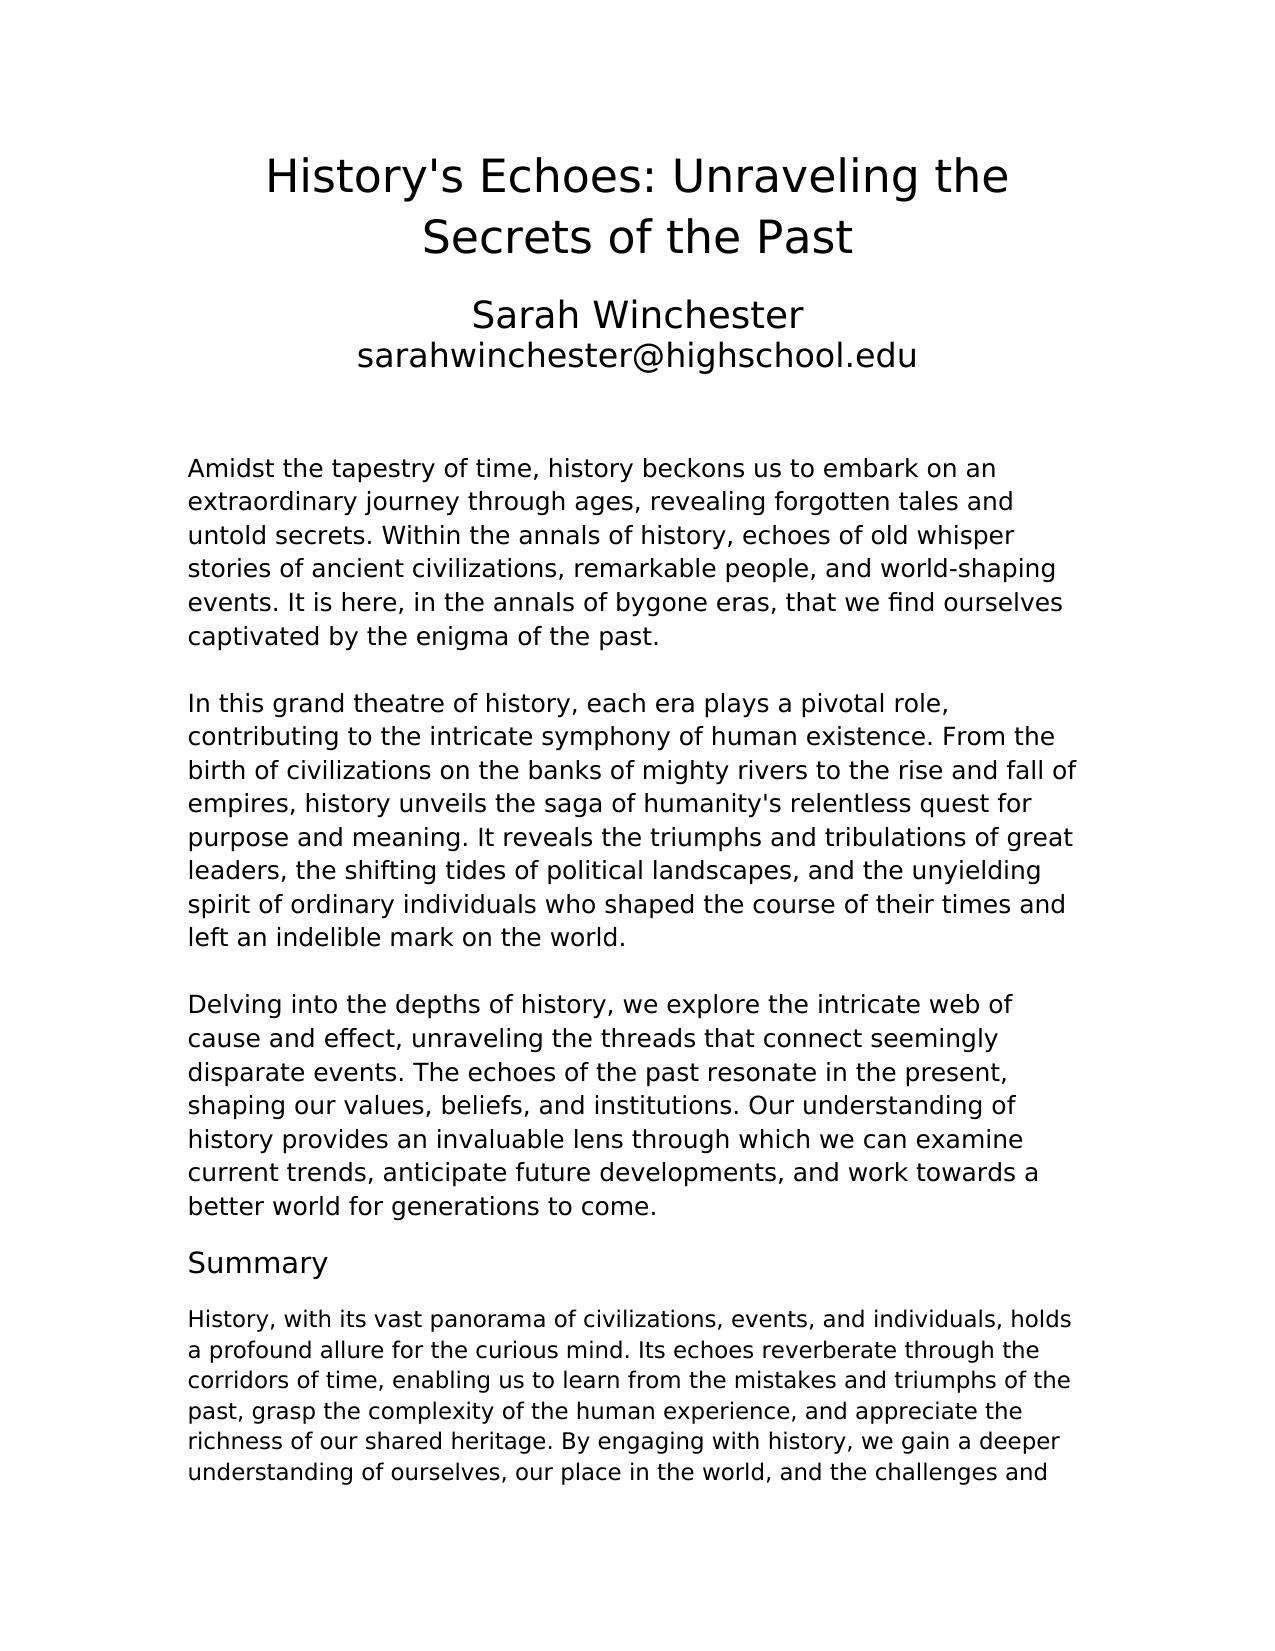 History's Echoes: Unraveling the
Secrets of the Past
Sarah Winchester
sarahwinchester@highschool.edu
Amidst the tapestry of time, history beckons us to embark on an
extraordinary journey through ages, revealing forgotten tales and
untold secrets. Within the annals of history, echoes of old whisper
stories of ancient civilizations, remarkable people, and world-shaping
events. It is here, in the annals of bygone eras, that we find ourselves
captivated by the enigma of the past.
In this grand theatre of history, each era plays a pivotal role,
contributing to the intricate symphony of human existence. From the
birth of civilizations on the banks of mighty rivers to the rise and fall of
empires, history unveils the saga of humanity's relentless quest for
purpose and meaning. It reveals the triumphs and tribulations of great
leaders, the shifting tides of political landscapes, and the unyielding
spirit of ordinary individuals who shaped the course of their times and
left an indelible mark on the world.
Delving into the depths of history, we explore the intricate web of
cause and effect, unraveling the threads that connect seemingly
disparate events. The echoes of the past resonate in the present,
shaping our values, beliefs, and institutions. Our understanding of
history provides an invaluable lens through which we can examine
current trends, anticipate future developments, and work towards a
better world for generations to come.
Summary
History, with its vast panorama of civilizations, events, and individuals, holds
a profound allure for the curious mind. Its echoes reverberate through the
corridors of time, enabling us to learn from the mistakes and triumphs of the
past, grasp the complexity of the human experience, and appreciate the
richness of our shared heritage. By engaging with history, we gain a deeper
understanding of ourselves, our place in the world, and the challenges and